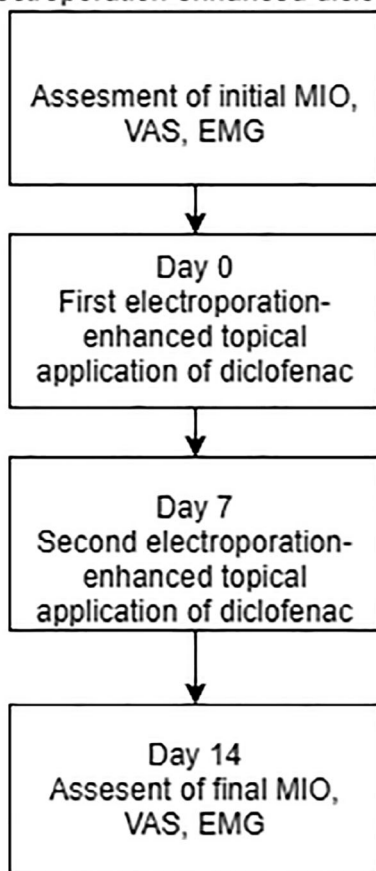 Assesment of initial MIO,
VAS, EMG
Day 0
First electroporation-
enhanced topical
application of diclofenac
Day 7
Second electroporation-
enhanced topical
application of diclofenac
Day 14
Assesent of final MIO,
VAS, EMG